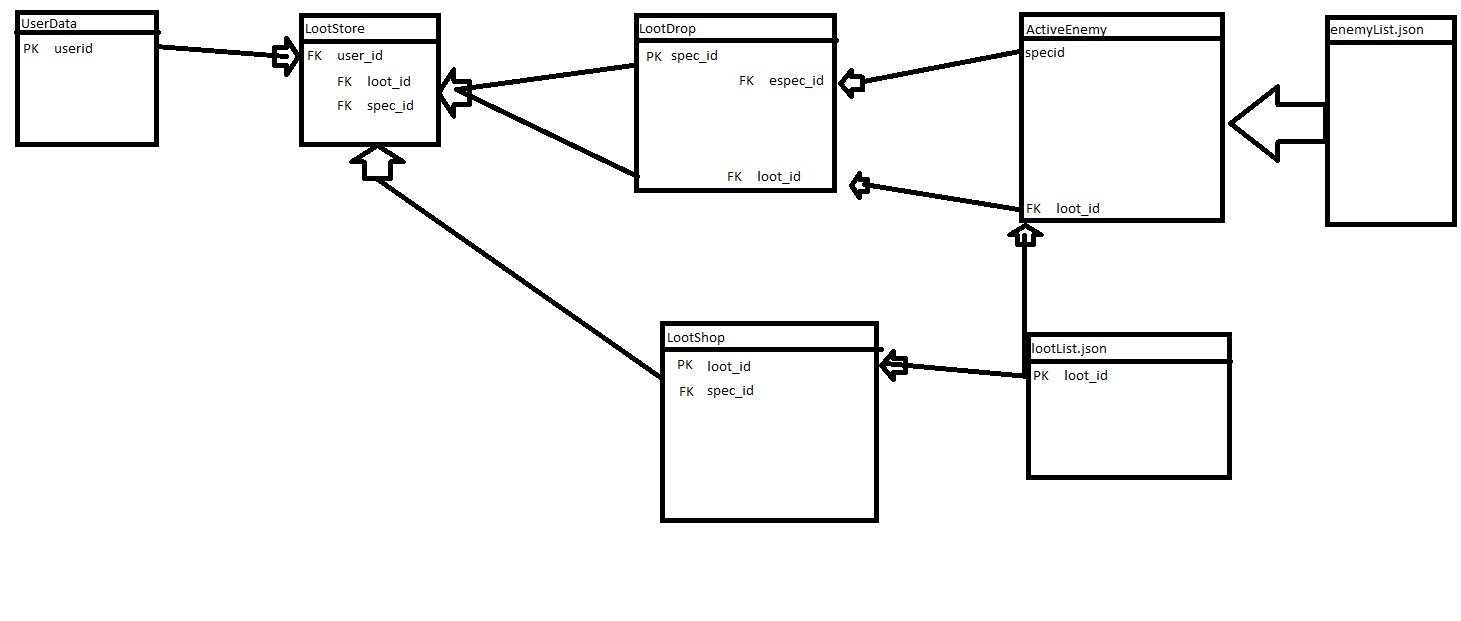 UserData
PK userid
LootStore
FK user_id
FK loot_id
FK spec_id
LootDrop
PK spec_id
FK espec_id
FK loot_id
ActiveEnemy
specid
FK loot_id
enemyList.json
LootShop
PK loot_id
FK spec_id
lootList.json
PK loot_id